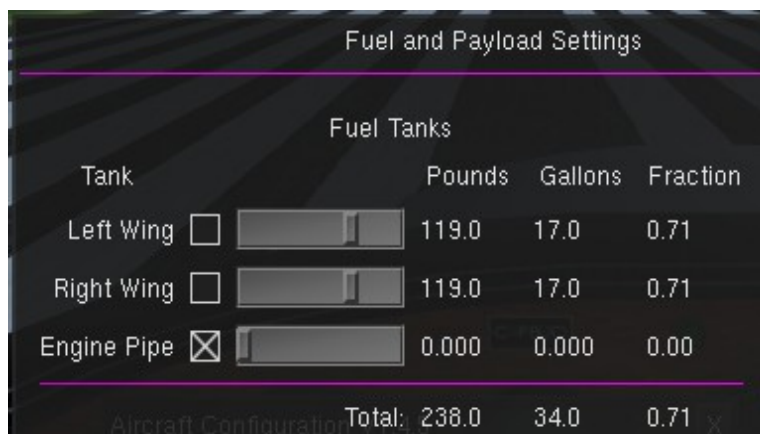 Fuel and Payload Settings
Fuel Tanks
Tank Pounds Gallons Fraction
Left Wing 119.0 17.0 0.71
Right Wing 119.0 17.0 0.71
Engine Pipe 0.000 0.000 0.00
Total: 238.0 34.0 0.71
Aircraft Configuration X